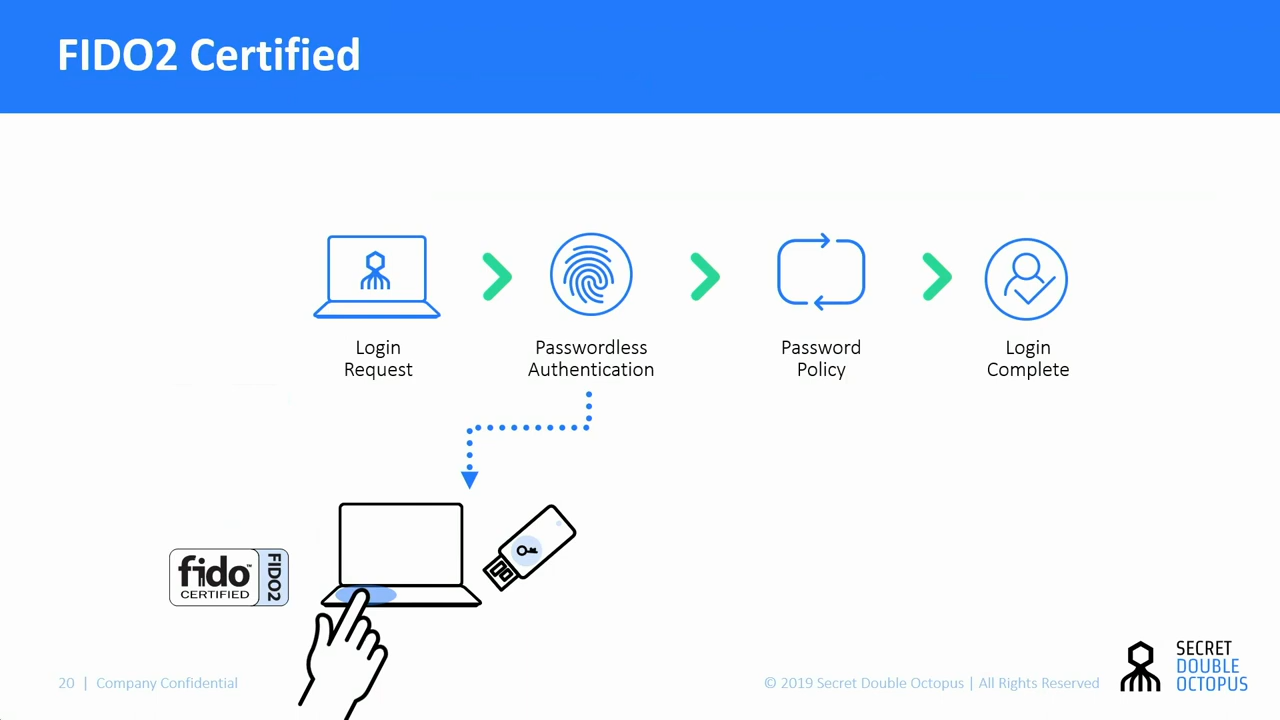 FIDO2 Certified
Login
Request
Passwordless
Authentication
Password
Policy
Login
Complete
fido™
CERTIFIED
FIDO2
20 | Company Confidential
© 2019 Secret Double Octopus | All Rights Reserved
SECRET
DOUBLE
OCTOPUS